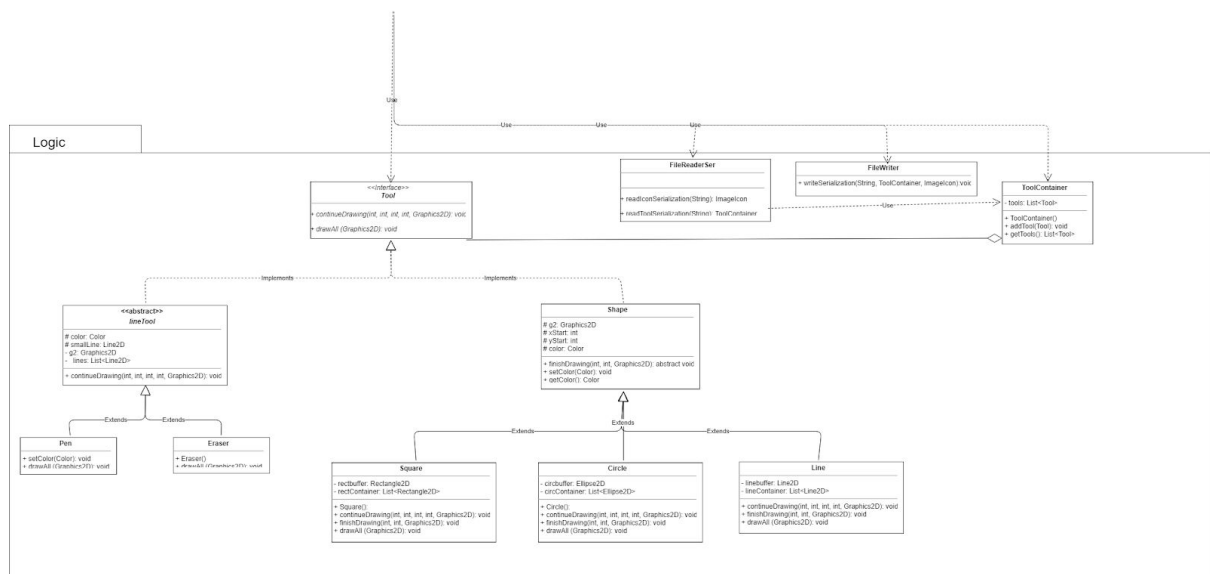 Use
Use
Use
Use
Logic
<<Interface>>
Tool
+ continueDrawing(int, int, int, int, Graphics2D): voic
+ drawAll (Graphics2D): void
FileReaderSer
+ readIconSerialization(String): ImageIcon
+ readToolSerialization(String): ToolContainer
FileWriter
+ writeSerialization(String, ToolContainer, ImageIcon):voic
ToolContainer
- tools: List<Tool>
+ ToolContainer()
+ addTool(Tool): void
+ getTools(): List<Tool>
Use
Implements
Implements
<<abstract>>
lineTool
# color: Color
# smallLine: Line2D
- g2: Graphics2D
- lines: List<Line2D>
+ continueDrawing(int, int, int, int, Graphics2D): void
Shape
# g2: Graphics2D
# xStart: int
# yStart: int
# color: Color
+ finishDrawing(int, int, Graphics2D): abstract void
+ setColor(Color): void
+ getColor(): Color
Extends
Extends
Pen
+ setColor(Color): void
+ drawAll (Graphics2D): void
Eraser
+ Eraser()
+ drawAll (Graphics2D): void
Extends
Extends
Extends
Square
- rectbuffer: Rectangle2D
- rectContainer: List<Rectangle2D>
+ Square():
+ continueDrawing(int, int, int, int, Graphics2D): void
+ finishDrawing(int, int, Graphics2D): void
+ drawAll (Graphics2D): void
Circle
- circbuffer: Ellipse2D
- circContainer: List<Ellipse2D>
+ Circle():
+ continueDrawing(int, int, int, int, Graphics2D): void
+ finishDrawing(int, int, Graphics2D): void
+ drawAll (Graphics2D): void
Line
- linebuffer: Line2D
- lineContainer: List<Line2D>
+ continueDrawing(int, int, int, int, Graphics2D): void
+ finishDrawing(int, int, Graphics2D): void
+ drawAll (Graphics2D): void